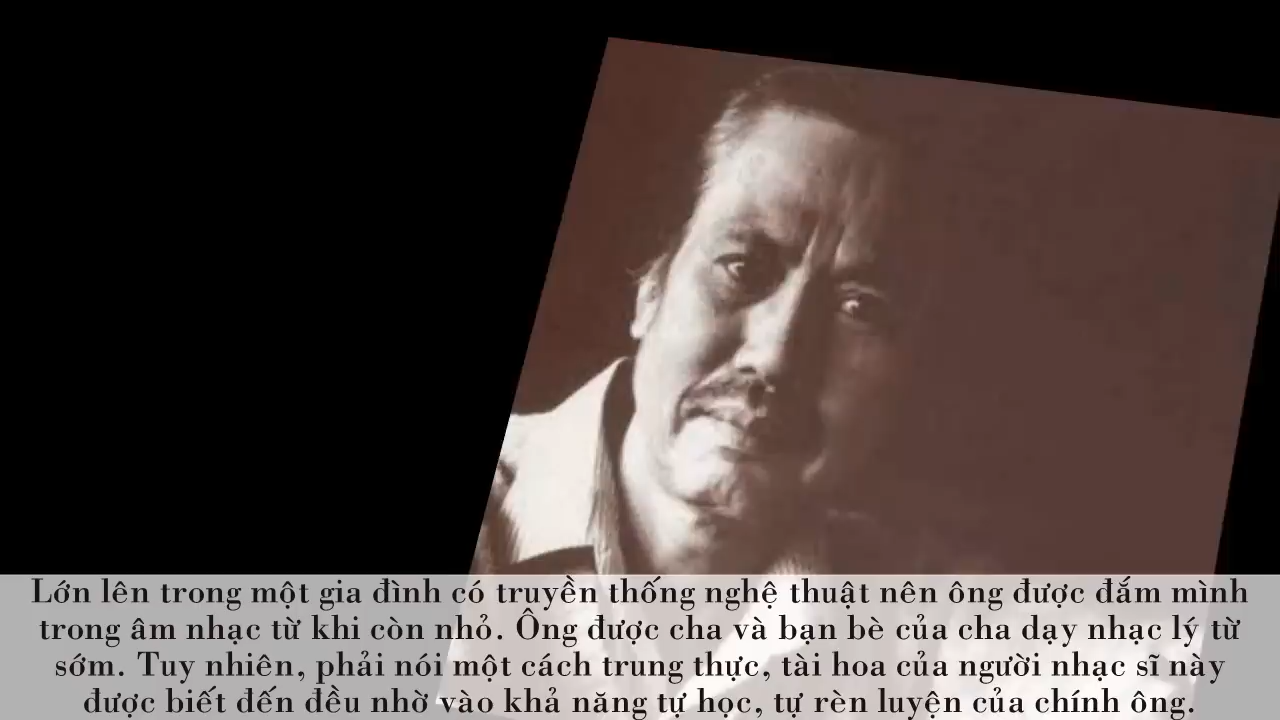 Lớn lên trong một gia đình có truyền thống nghệ thuật nên ông được đắm mình
trong âm nhạc từ khi còn nhỏ. Ông được cha và bạn bè của cha dạy nhạc lý từ
sớm. Tuy nhiên, phải nói một cách trung thực, tài hoa của người nhạc sĩ này
được biết đến đều nhờ vào khả năng tự học, tự rèn luyện của chính ông.